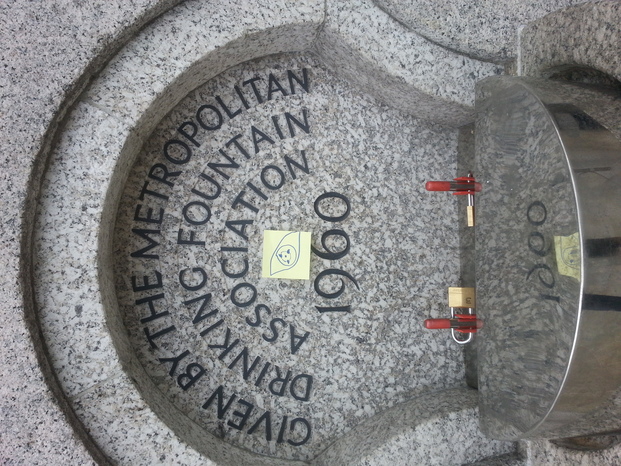 GIVEN BY THE METROPOLITAN
DRINKING FOUNTAIN
ASSOCIATION
1960